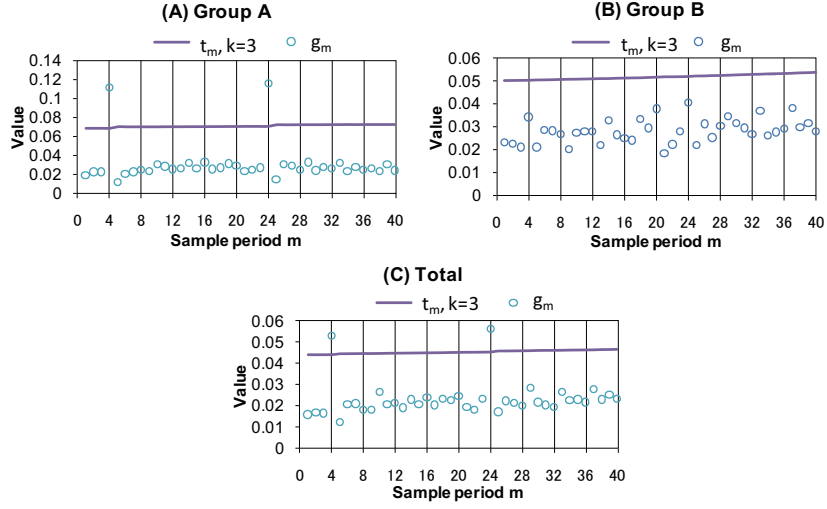 (A) Group A
tm, k=3 gm
0.14
0.12
0.1
0.08
0.06
0.04
0.02
0
Value
0 4 8 12 16 20 24 28 32 36 40
Sample period m
(B) Group B
tm, k=3 gm
0.06
0.05
0.04
0.03
0.02
0.01
0
Value
0 4 8 12 16 20 24 28 32 36 40
Sample period m
(C) Total
tm, k=3 gm
0.06
0.05
0.04
0.03
0.02
0.01
0
Value
0 4 8 12 16 20 24 28 32 36 40
Sample period m